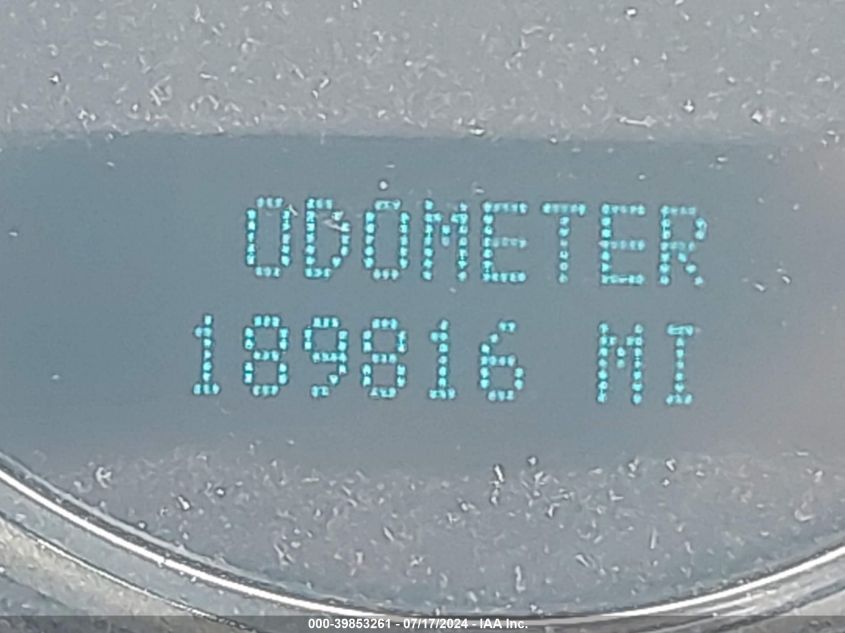 ODOMETER
189816 MI
000-39853261 - 07/17/2024 - IAA Inc.